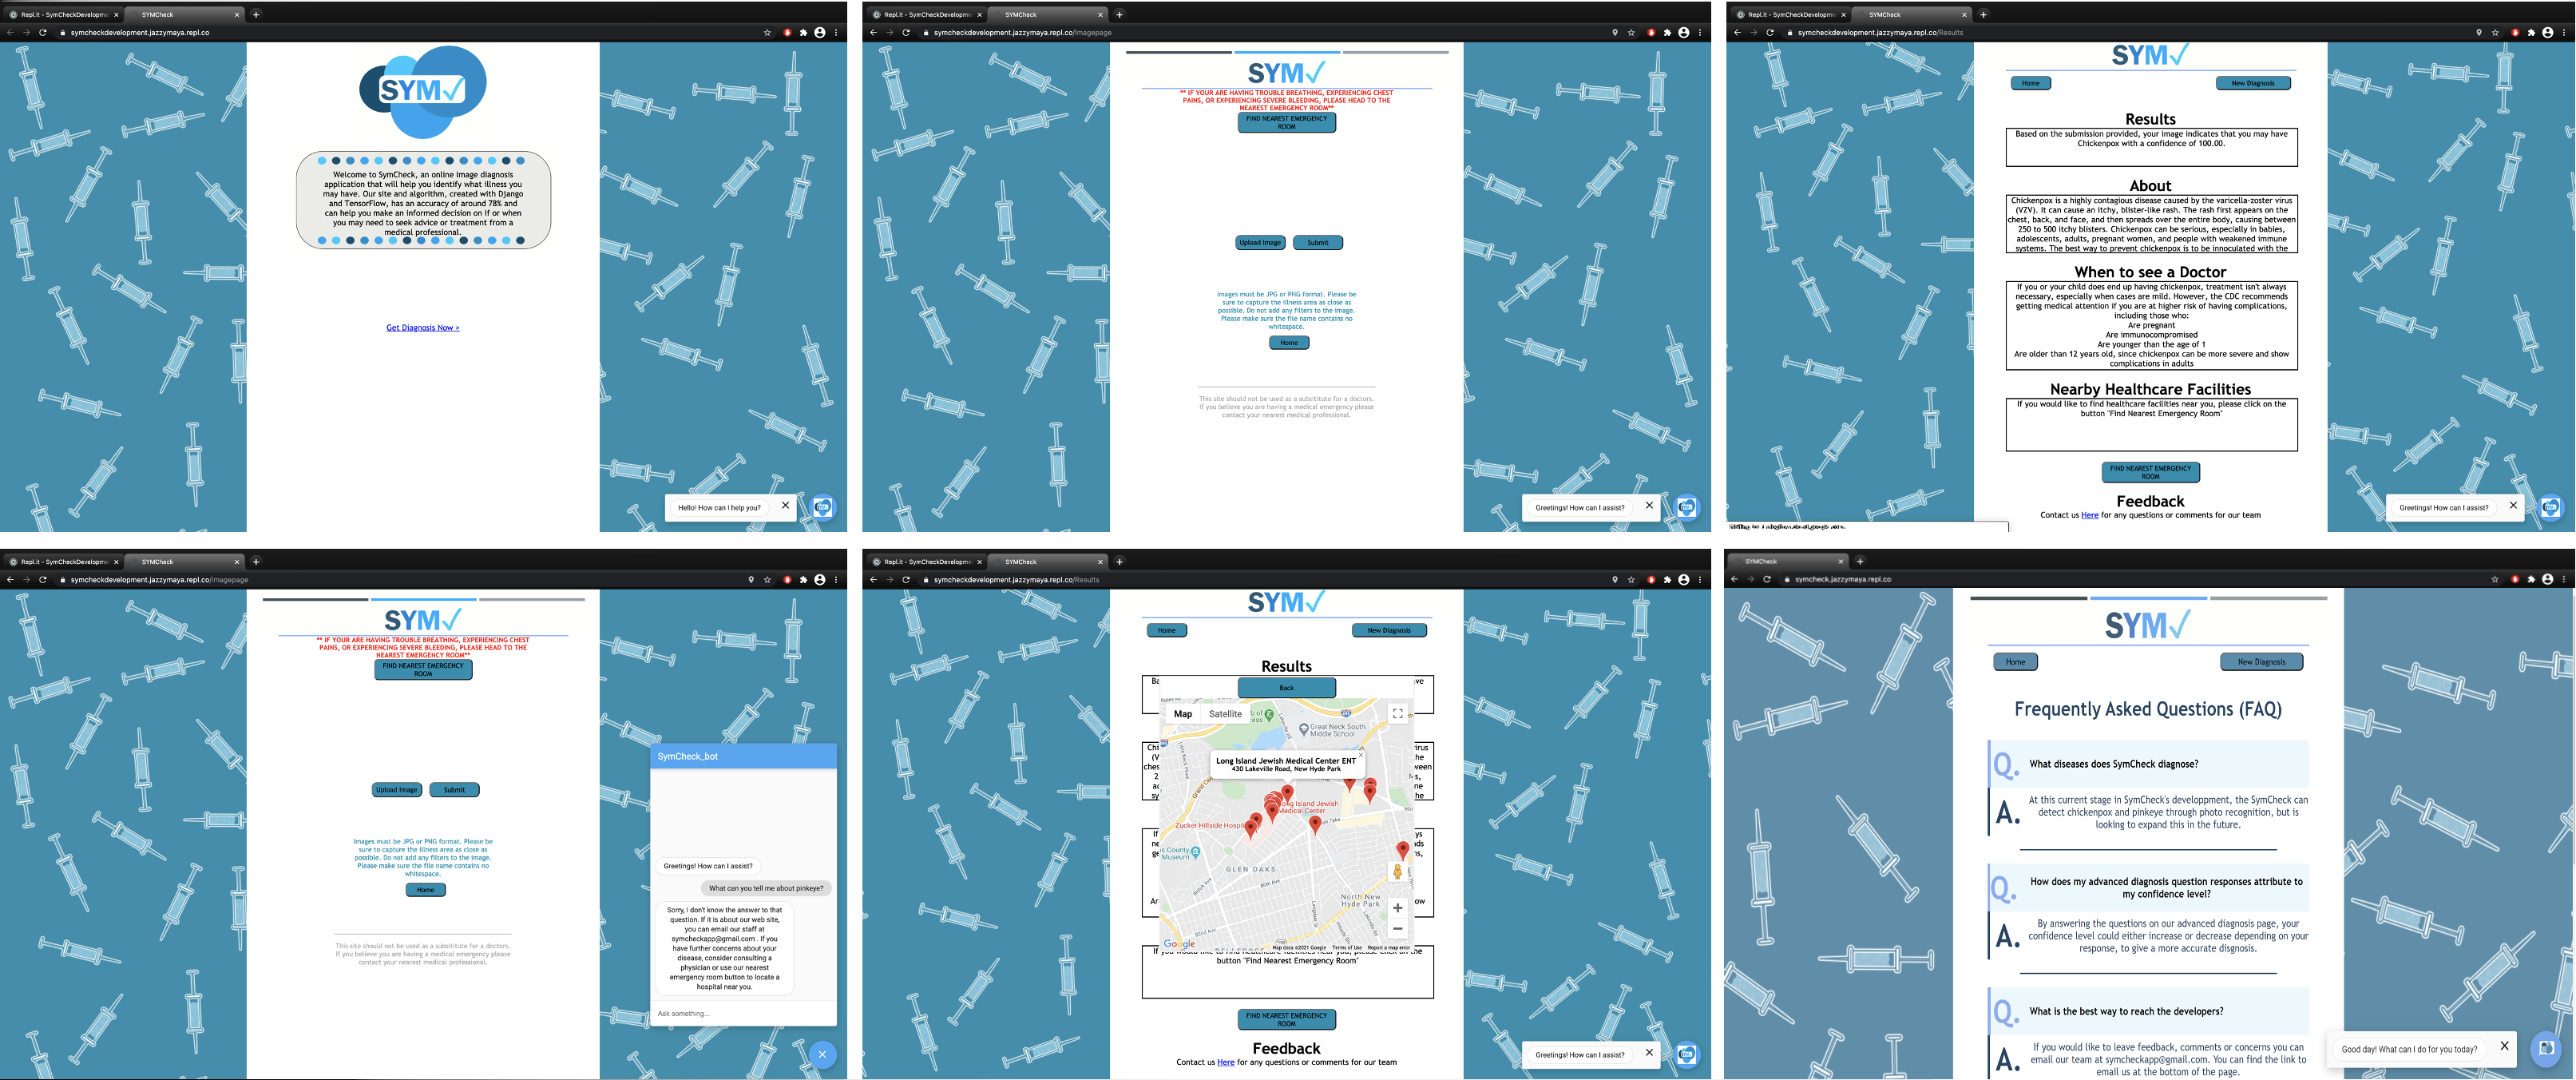 Repl.it - SymCheckDevelopme
SYMCheck
symcheckdevelopment.jazzymaya.repl.co
SYM
Welcome to SymCheck, an online image diagnosis
application that will help you identify what illness you
may have. Our site and algorithm, created with Django
and TensorFlow, has an accuracy of around 78% and
can help you make an informed decision on if or when
you may need to seek advice or treatment from a
medical professional.
Get Diagnosis Now >
Hello! How can I help you?
Repl.it - SymCheckDevelopme
SYMCheck
symcheckdevelopment.jazzymaya.repl.co/Imagepage
SYM
** IF YOUR ARE HAVING TROUBLE BREATHING, EXPERIENCING CHEST
PAINS, OR EXPERIENCING SEVERE BLEEDING, PLEASE HEAD TO THE
NEAREST EMERGENCY ROOM**
FIND NEAREST EMERGENCY
ROOM
Upload Image
Submit
Images must be JPG or PNG format. Please be
sure to capture the illness area as close as
possible. Do not add any filters to the image.
Please make sure the file name contains no
whitespace.
Home
This site should not be used as a subsititute for a doctors.
If you believe you are having a medical emergency please
contact your nearest medical professional.
Greetings! How can I assist?
Repl.it - SymCheckDevelopme
SYMCheck
symcheckdevelopment.jazzymaya.repl.co/Results
SYM
Home
New Diagnosis
Results
Based on the submission provided, your image indicates that you may have
Chickenpox with a confidence of 100.00.
About
Chickenpox is a highly contagious disease caused by the varicella-zoster virus
(VZV). It can cause an itchy, blister-like rash. The rash first appears on the
chest, back, and face, and then spreads over the entire body, causing between
250 to 500 itchy blisters. Chickenpox can be serious, especially in babies,
adolescents, adults, pregnant women, and people with weakened immune
systems. The best way to prevent chickenpox is to be innoculated with the
When to see a Doctor
If you or your child does end up having chickenpox, treatment isn't always
necessary, especially when cases are mild. However, the CDC recommends
getting medical attention if you are at higher risk of having complications,
including those who:
Are pregnant
Are immunocompromised
Are younger than the age of 1
Are older than 12 years old, since chickenpox can be more severe and show
complications in adults
Nearby Healthcare Facilities
If you would like to find healthcare facilities near you, please click on the
button "Find Nearest Emergency Room"
FIND NEAREST EMERGENCY
ROOM
Feedback
Contact us Here for any questions or comments for our team
Greetings! How can I assist?
Repl.it - SymCheckDevelopme
SYMCheck
symcheckdevelopment.jazzymaya.repl.co/Imagepage
SYM
** IF YOUR ARE HAVING TROUBLE BREATHING, EXPERIENCING CHEST
PAINS, OR EXPERIENCING SEVERE BLEEDING, PLEASE HEAD TO THE
NEAREST EMERGENCY ROOM**
FIND NEAREST EMERGENCY
ROOM
Upload Image
Submit
Images must be JPG or PNG format. Please be
sure to capture the illness area as close as
possible. Do not add any filters to the image.
Please make sure the file name contains no
whitespace.
Home
This site should not be used as a subsititute for a doctors.
If you believe you are having a medical emergency please
contact your nearest medical professional.
SymCheck_bot
Greetings! How can I assist?
What can you tell me about pinkeye?
Sorry, I don't know the answer to that
question. If it is about our web site,
you can email our staff at
symcheckapp@gmail.com . If you
have further concerns about your
disease, consider consulting a
physician or use our nearest
emergency room button to locate a
hospital near you.
Ask something...
Repl.it - SymCheckDevelopme
SYMCheck
symcheckdevelopment.jazzymaya.repl.co/Results
SYM
Home
New Diagnosis
Results
Back
Map
Satellite
Great Neck South
Middle School
Long Island Jewish Medical Center ENT
430 Lakeville Road, New Hyde Park
Long Island Jewish
Medical Center
Zucker Hillside Hospit
s County
Museum
GLEN OAKS
North New
Hyde Park
Google
Map data ©2021 Google
Terms of Use
Report a map error
If you would like to find healthcare facilities near you, please click on the
button "Find Nearest Emergency Room"
FIND NEAREST EMERGENCY
ROOM
Feedback
Contact us Here for any questions or comments for our team
Greetings! How can I assist?
SYMCheck
symcheck.jazzymaya.repl.co
SYM
Home
New Diagnosis
Frequently Asked Questions (FAQ)
Q. What diseases does SymCheck diagnose?
A. At this current stage in SymCheck's developpment, the SymCheck can
detect chickenpox and pinkeye through photo recognition, but is
looking to expand this in the future.
Q. How does my advanced diagnosis question responses attribute to
my confidence level?
A. By answering the questions on our advanced diagnosis page, your
confidence level could either increase or decrease depending on your
response, to give a more accurate disgnosis.
Q. What is the best way to reach the developers?
A. If you would like to leave feedback, comments or concerns you can
email our team at symcheckapp@gmail.com. You can find the link to
email us at the bottom of the page.
Good day! What can I do for you today?